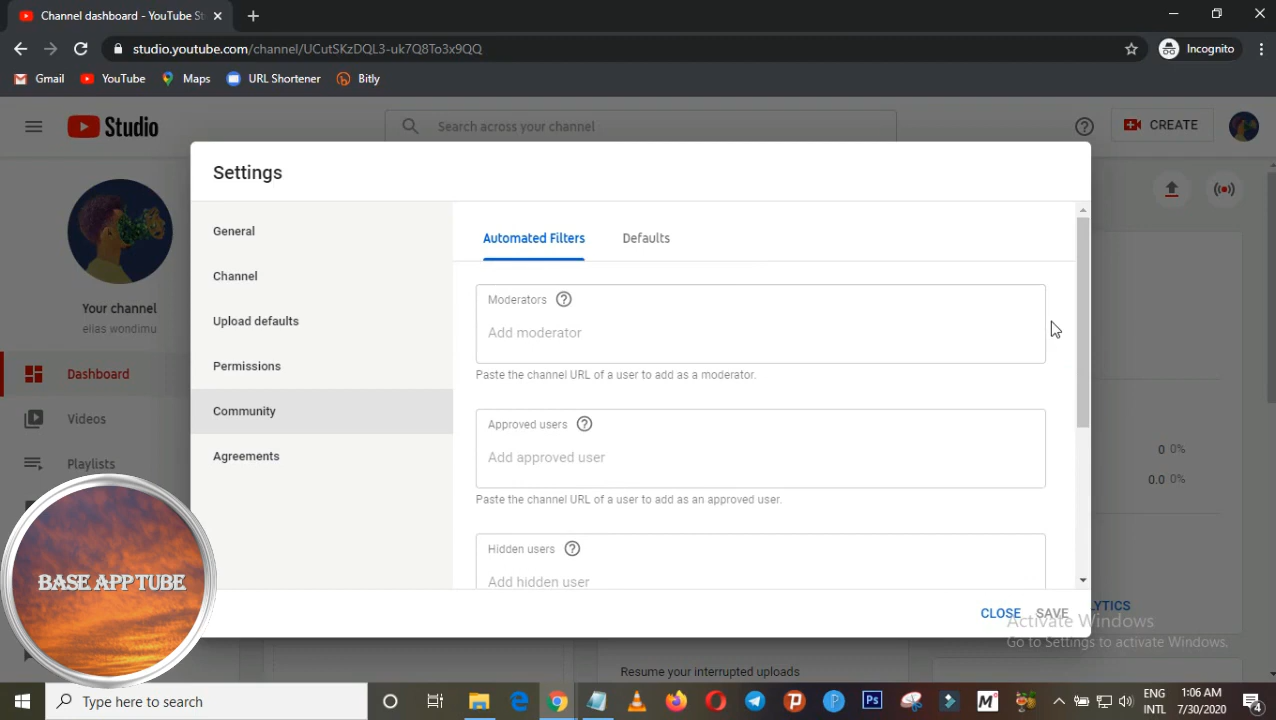 Channel dashboard - YouTube St
studio.youtube.com/channel/UCutSKzDQL3-uk7Q8To3x9QQ
Incognito
Gmail
YouTube
Maps
URL Shortener
Bitly
Studio
Search across your channel
CREATE
Settings
General
Channel
Upload defaults
Permissions
Community
Agreements
Automated Filters
Defaults
Moderators
Add moderator
Paste the channel URL of a user to add as a moderator.
Approved users
Add approved user
Paste the channel URL of a user to add as an approved user.
Hidden users
Add hidden user
CLOSE
SAVE
Your channel
elias wondimu
Dashboard
Videos
Playlists
0 0%
0.0 0%
YTICS
Activate Windows
Go to Settings to activate Windows.
BASE APP TUBE
Resume your interrupted uploads
Type here to search
ENG
INTL
1:06 AM
7/30/2020
4